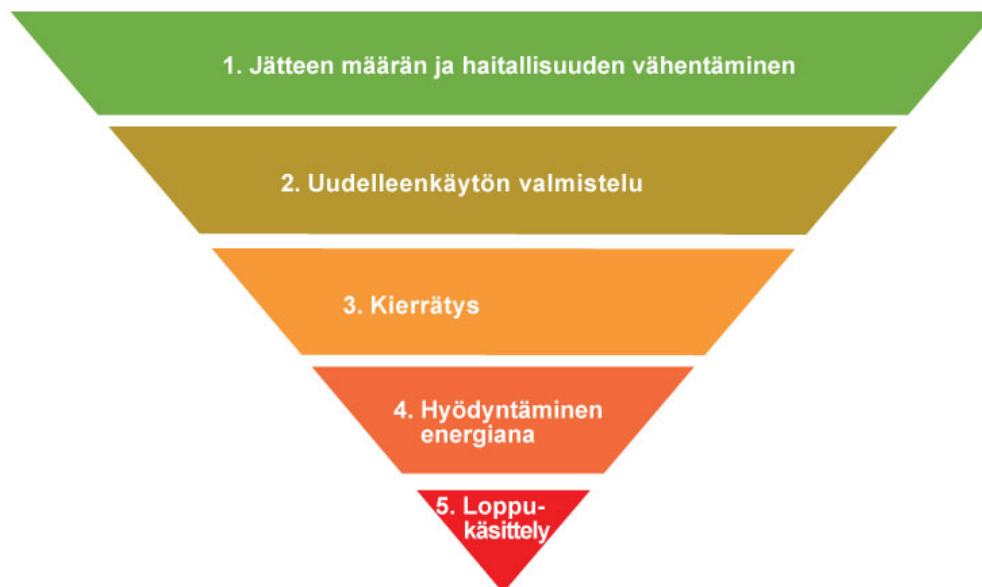 1. Jätteen määrän ja haitallisuuden vähentäminen
2. Uudelleenkäytön valmistelu
3. Kierrätys
4. Hyödyntäminen
energiana
5. Loppu-
käsittely